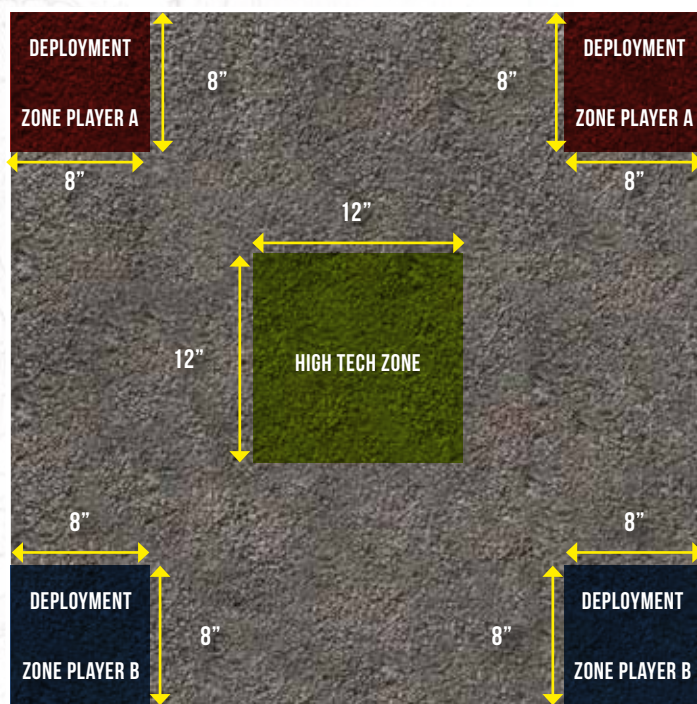 DEPLOYMENT
ZONE PLAYER A
8”
8”
DEPLOYMENT
ZONE PLAYER A
8”
8”
12”
12”
HIGH TECH ZONE
8”
8”
DEPLOYMENT
ZONE PLAYER B
8”
8”
DEPLOYMENT
ZONE PLAYER B